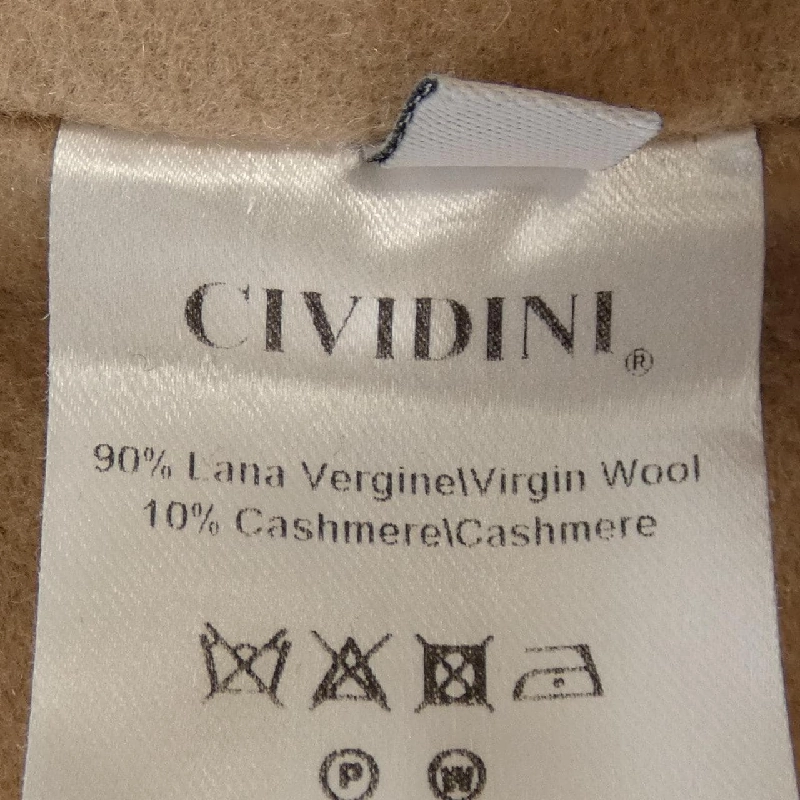 CIVIDINI®
90% Lana Vergine\Virgin Wool
10% Cashmere\Cashmere
P W